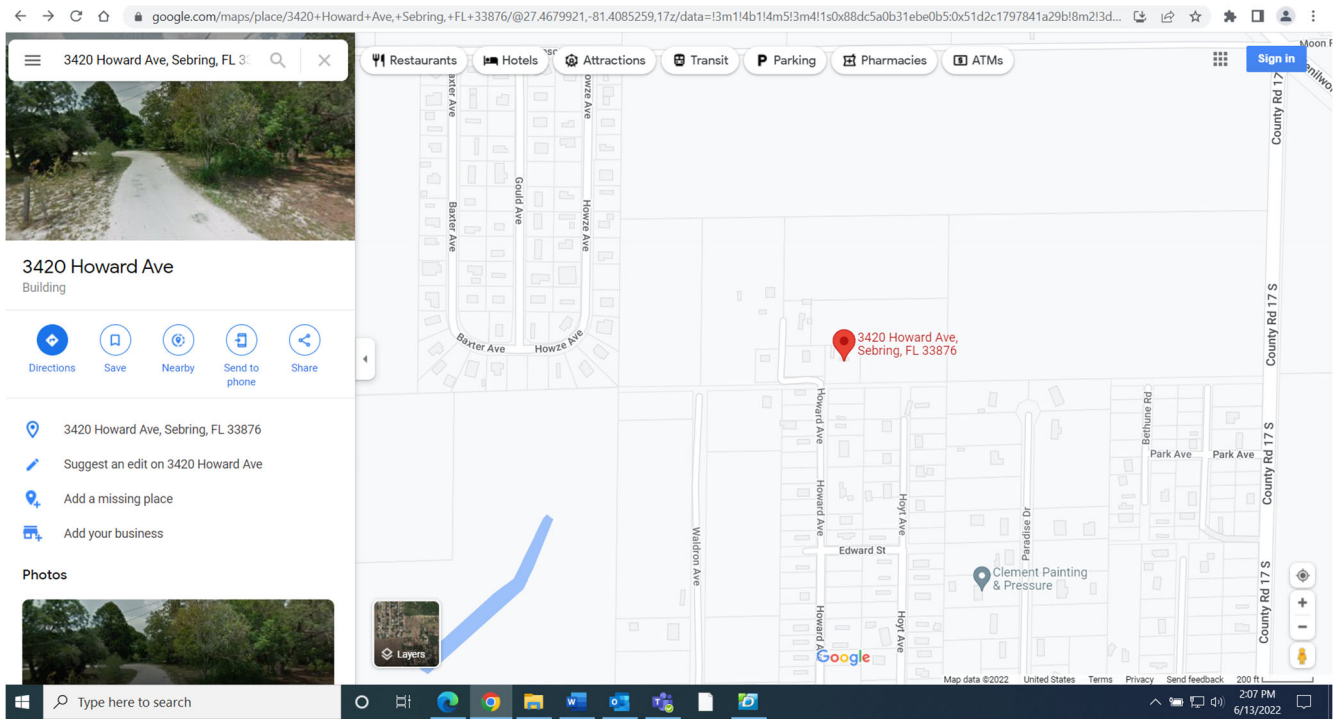 google.com/maps/place/3420+Howard+Ave,+Sebring,+FL+33876/@27.4679921,-81.4085259,17z/data=!3m1!4b1!4m5!3m4!1s0x88dc5a0b31ebe0b5:0x51d2c1797841a29b!8m2!3d...
3420 Howard Ave, Sebring, FL 33
Restaurants
Hotels
Attractions
Transit
Parking
Pharmacies
ATMs
Sign in
3420 Howard Ave
Building
Directions
Save
Nearby
Send to
phone
Share
3420 Howard Ave, Sebring, FL 33876
Suggest an edit on 3420 Howard Ave
Add a missing place
Add your business
Photos
Moon
County Rd 17
Baxter Ave
Gould Ave
Howze Ave
Howze Ave
Baxter Ave
Howze Ave
County Rd 17 S
3420 Howard Ave,
Sebring, FL 33876
Howard Ave
Bethune Rd
Park Ave
Park Ave
County Rd 17 S
Howard Ave
Hoyt Ave
Waldron Ave
Paradise Dr
Edward St
Clement Painting
& Pressure
County Rd 17 S
Howard A
Hoyt Ave
Layers
Google
Map data ©2022
United States
Terms
Privacy
Send feedback
200 ft
Type here to search
2:07 PM
6/13/2022